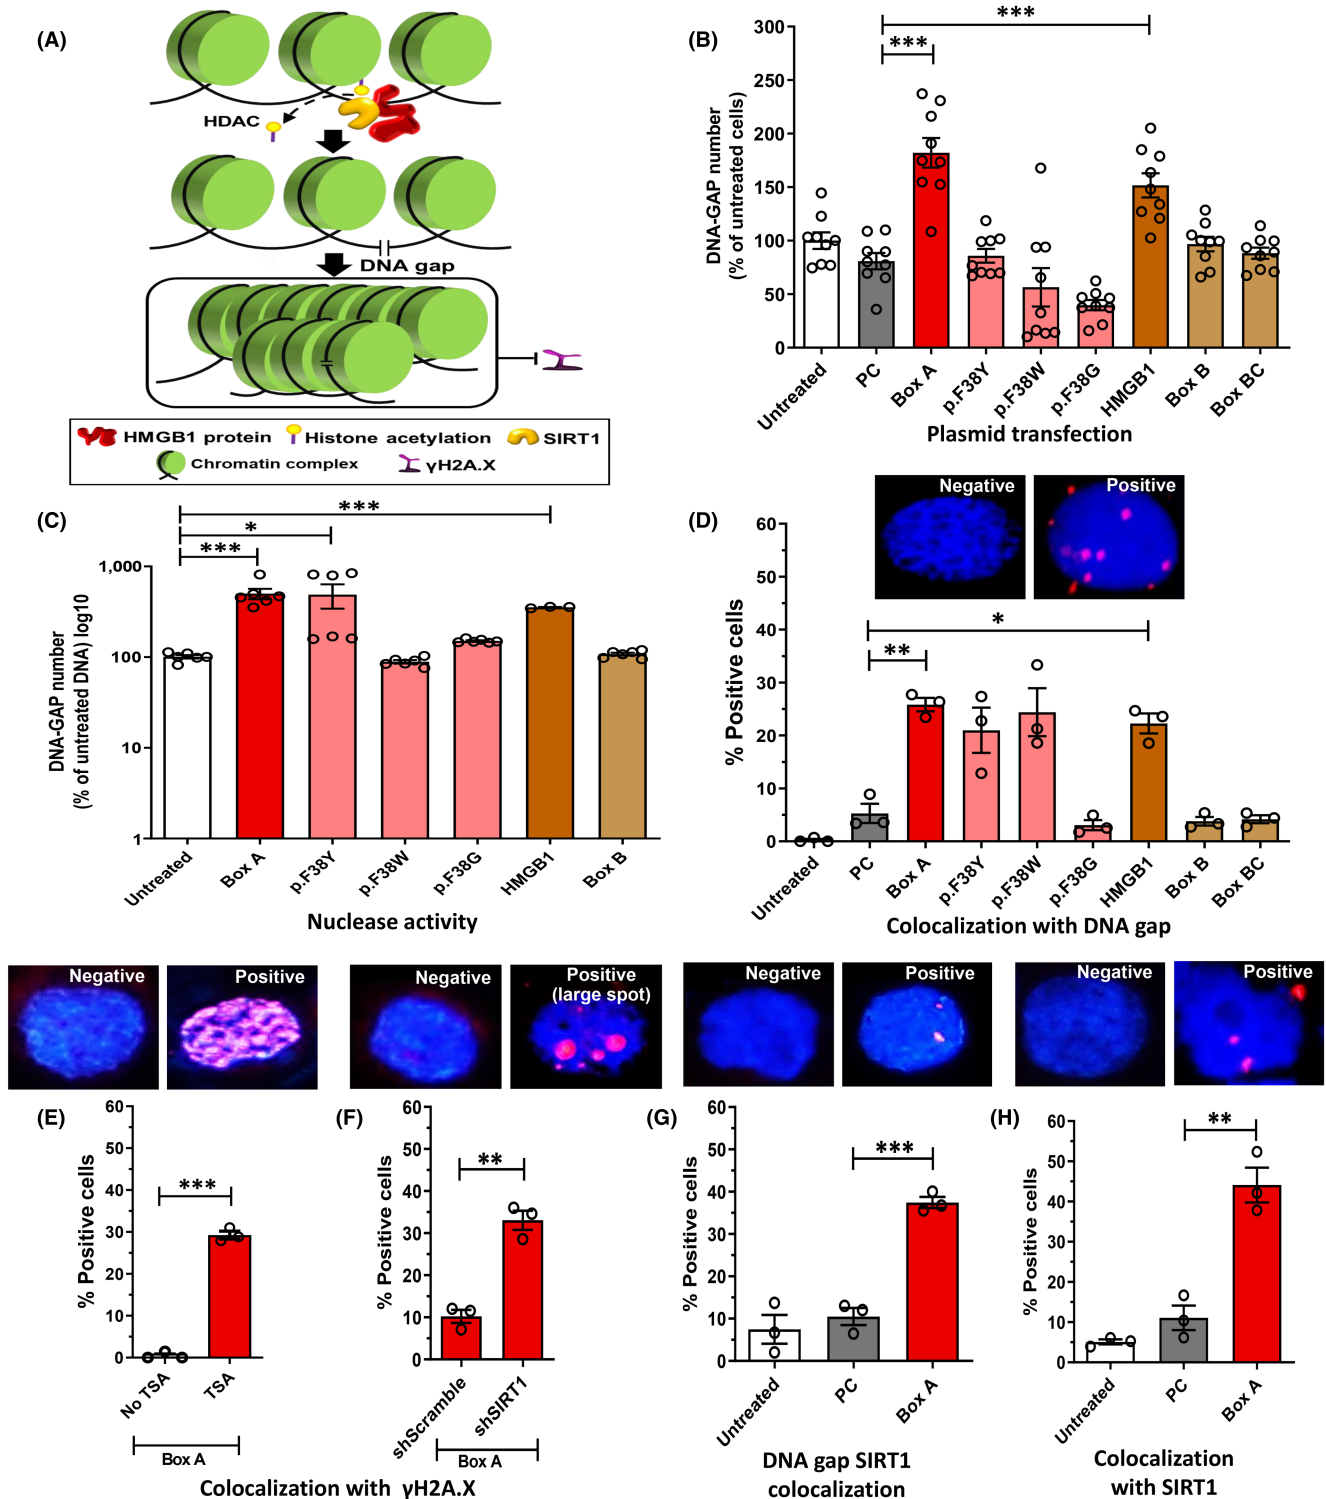 (A)
HDAC
DNA gap
HMGB1 protein
Histone acetylation
SIRT1
Chromatin complex
γH2A.X
(B)
DNA-GAP number
(% of untreated cells)
300
250
200
150
100
50
0
***
***
Untreated
PC
Box A
p.F38Y
p.F38W
p.F38G
HMGB1
Box B
Box BC
Plasmid transfection
(C)
DNA-GAP number
(% of untreated DNA) log10
1,000
100
10
1
***
*
***
Untreated
Box A
p.F38Y
p.F38W
p.F38G
HMGB1
Box B
Nuclease activity
(D)
Negative
Positive
% Positive cells
60
50
40
30
20
10
0
*
**
Untreated
PC
Box A
p.F38Y
p.F38W
p.F38G
HMGB1
Box B
Box BC
Colocalization with DNA gap
Negative
Positive
(E)
% Positive cells
60
50
40
30
20
10
0
***
No TSA
TSA
Box A
Negative
Positive
(large spot)
(F)
% Positive cells
60
50
40
30
20
10
0
**
shScramble
shSIRT1
Box A
Colocalization with γH2A.X
Negative
Positive
(G)
% Positive cells
60
50
40
30
20
10
0
***
Untreated
PC
Box A
DNA gap SIRT1
colocalization
Negative
Positive
(H)
% Positive cells
60
50
40
30
20
10
0
**
Untreated
PC
Box A
Colocalization
with SIRT1